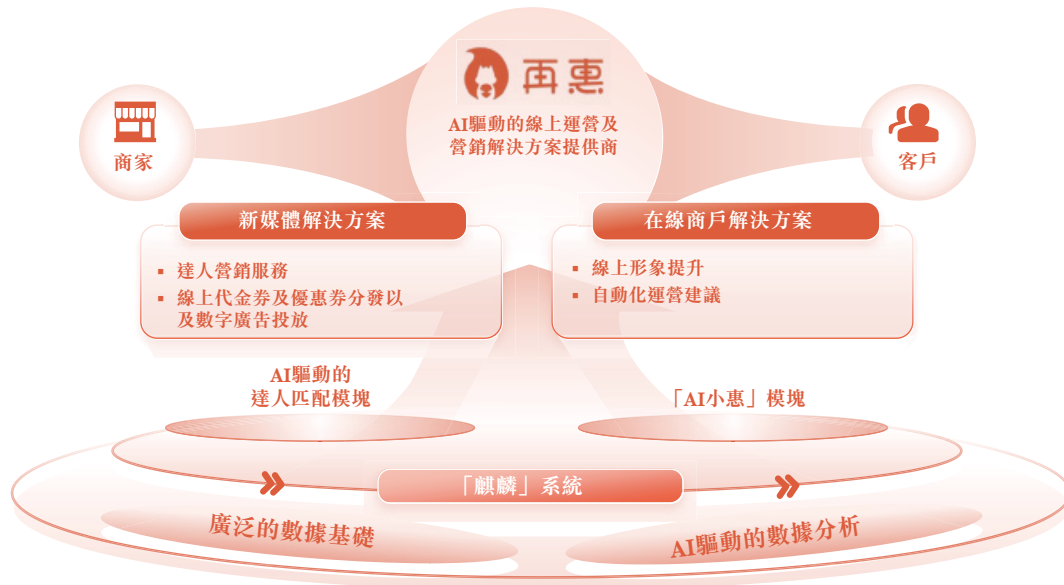 再惠
AI驅動的線上運營及
營銷解決方案提供商
商家
客戶
新媒體解決方案
▪ 達人營銷服務
▪ 線上代金券及優惠券分發以
及數字廣告投放
在線商戶解決方案
▪ 線上形象提升
▪ 自動化運營建議
AI驅動的
達人匹配模塊
「AI小惠」模塊
「麒麟」系統
廣泛的數據基礎
AI驅動的數據分析